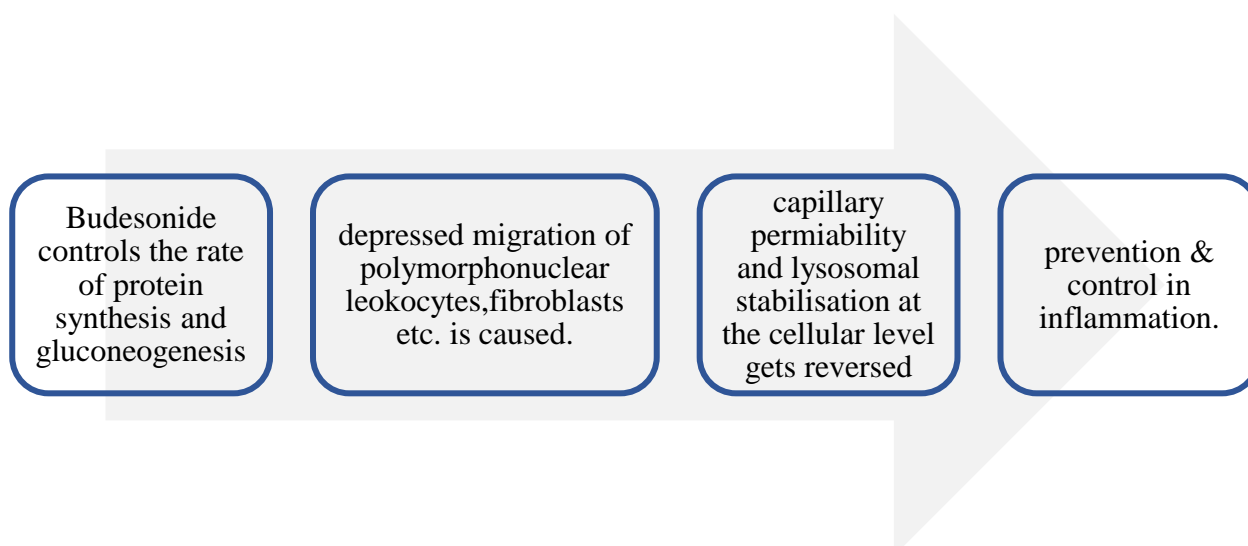 Budesonide
controls the rate
of protein
synthesis and
gluconeogenesis
depressed migration of
polymorphonuclear
leokocytes,fibroblasts
etc. is caused.
capillary
permiability
and lysosomal
stabilisation at
the cellular level
gets reversed
prevention &
control in
inflammation.